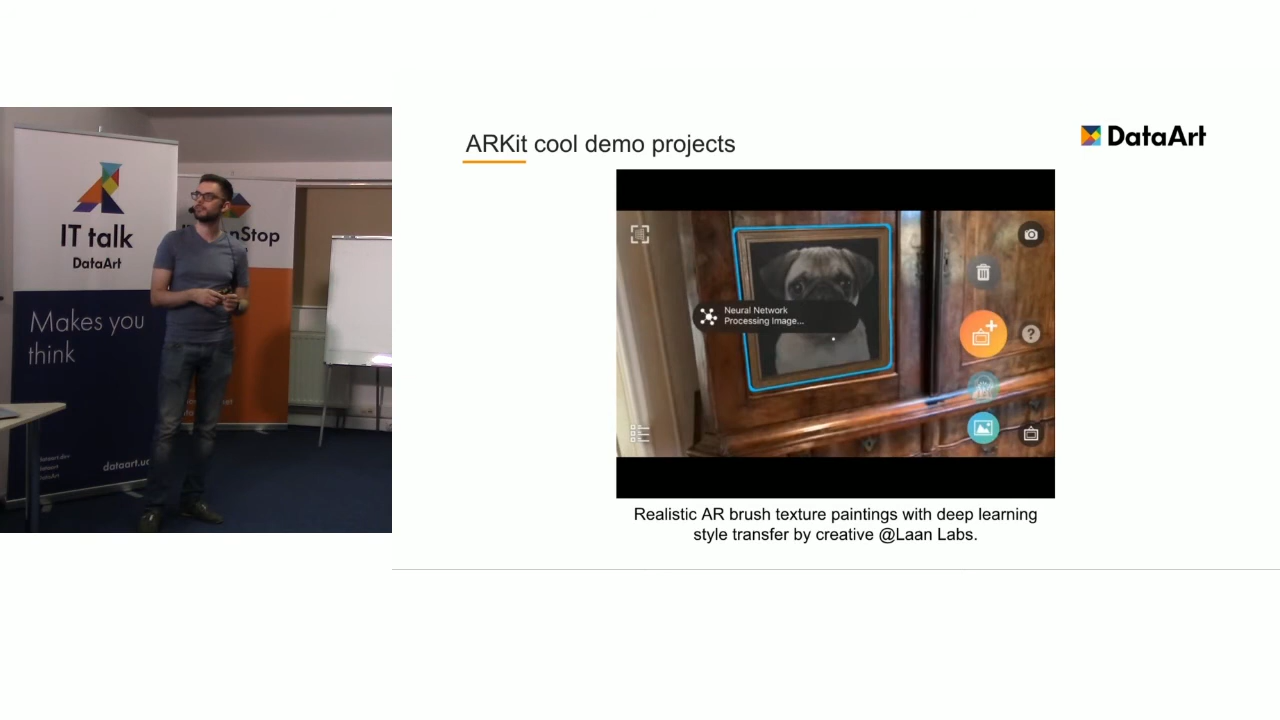 ARKit cool demo projects
DataArt
IT talk
DataArt
Makes you
think
dataart.ua
Stop
Neural Network
Processing Image...
Realistic AR brush texture paintings with deep learning
style transfer by creative @Laan Labs.